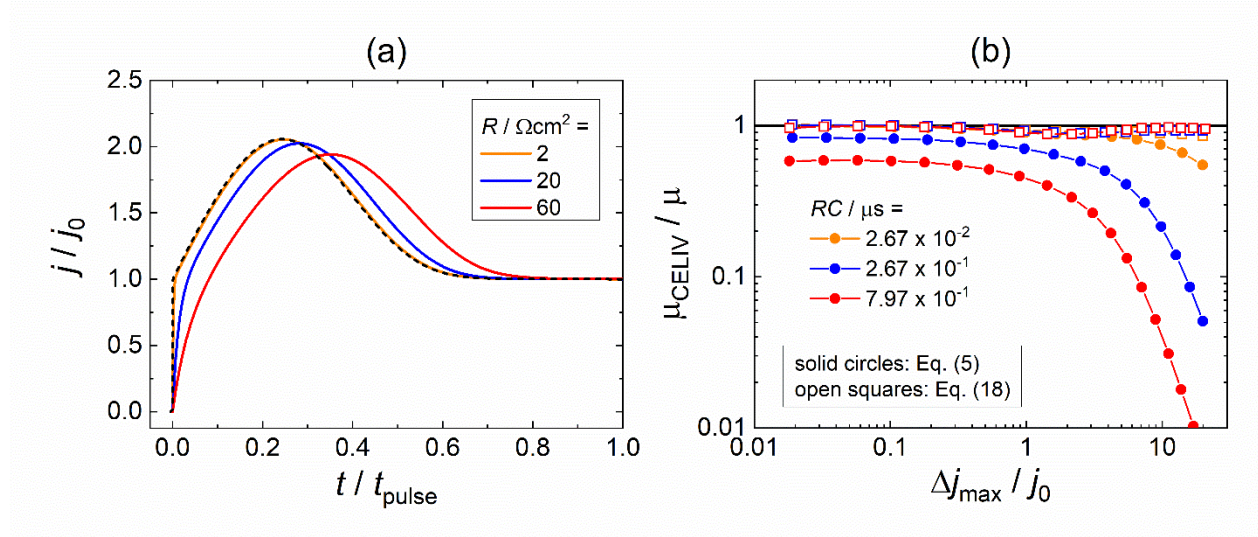 (a)
2.5
2.0
1.5
1.0
0.5
0.0
j / j₀
0.0 0.2 0.4 0.6 0.8 1.0
t / t_pulse
R / Ωcm² =
2
20
60
(b)
1
0.1
0.01
μ_CELIV / μ
0.01 0.1 1 10
Δj_max / j₀
RC / μs =
2.67 x 10⁻²
2.67 x 10⁻¹
7.97 x 10⁻¹
solid circles: Eq. (5)
open squares: Eq. (18)